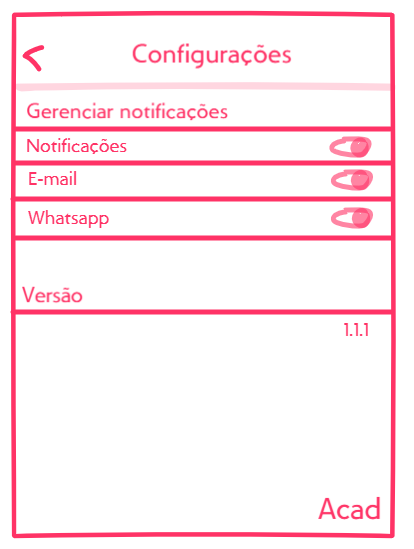 Configurações
Gerenciar notificações
Notificações
E-mail
Whatsapp
Versão
1.1.1
Acad